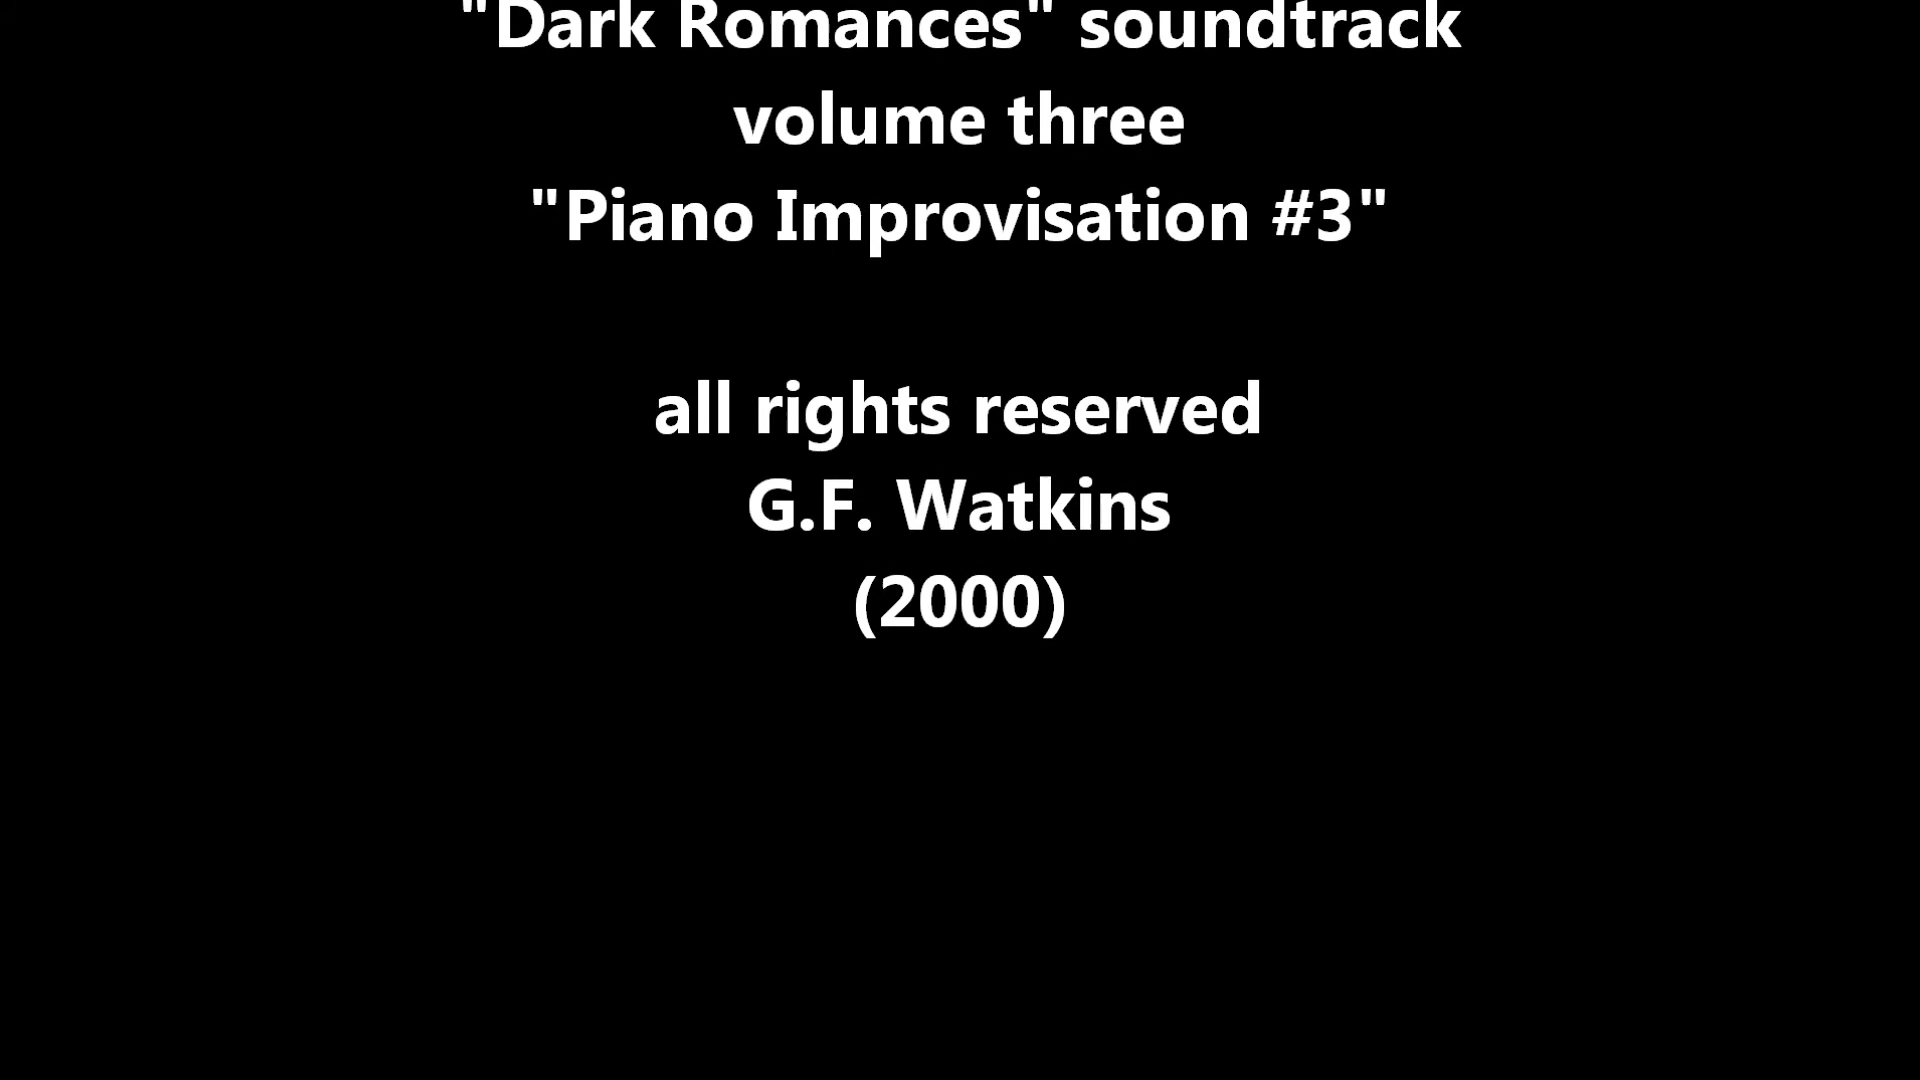 "Dark Romances" soundtrack
volume three
"Piano Improvisation #3"
all rights reserved
G.F. Watkins
(2000)